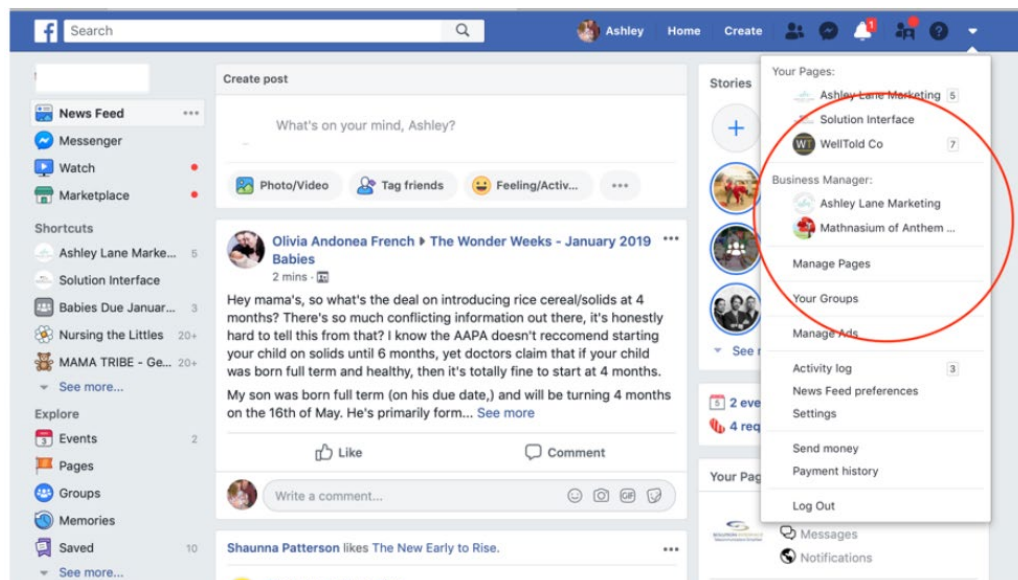 f
Search
Ashley
Home
Create
1
?
News Feed
Messenger
Watch
Marketplace
Shortcuts
Ashley Lane Marke... 5
Solution Interface
Babies Due Januar... 3
Nursing the Littles 20+
MAMA TRIBE - Ge... 20+
See more...
Explore
Events 2
Pages
Groups
Memories
Saved 10
See more...
Create post
What's on your mind, Ashley?
Photo/Video
Tag friends
Feeling/Activ...
Olivia Andonea French ▸ The Wonder Weeks - January 2019
Babies
2 mins ·
Hey mama's, so what's the deal on introducing rice cereal/solids at 4
months? There's so much conflicting information out there, it's honestly
hard to tell this from that? I know the AAPA doesn't reccomend starting
your child on solids until 6 months, yet doctors claim that if your child
was born full term and healthy, then it's totally fine to start at 4 months.
My son was born full term (on his due date,) and will be turning 4 months
on the 16th of May. He's primarily form... See more
Like
Comment
Write a comment...
GIF
Shaunna Patterson likes The New Early to Rise.
Stories
See
5
2 eve
4 req
Your Pag
Messages
Notifications
Your Pages:
Ashley Lane Marketing 5
Solution Interface
WT
WellTold Co 7
Business Manager:
Ashley Lane Marketing
Mathnasium of Anthem ...
Manage Pages
Your Groups
Manage Ads
Activity log 3
News Feed preferences
Settings
Send money
Payment history
Log Out